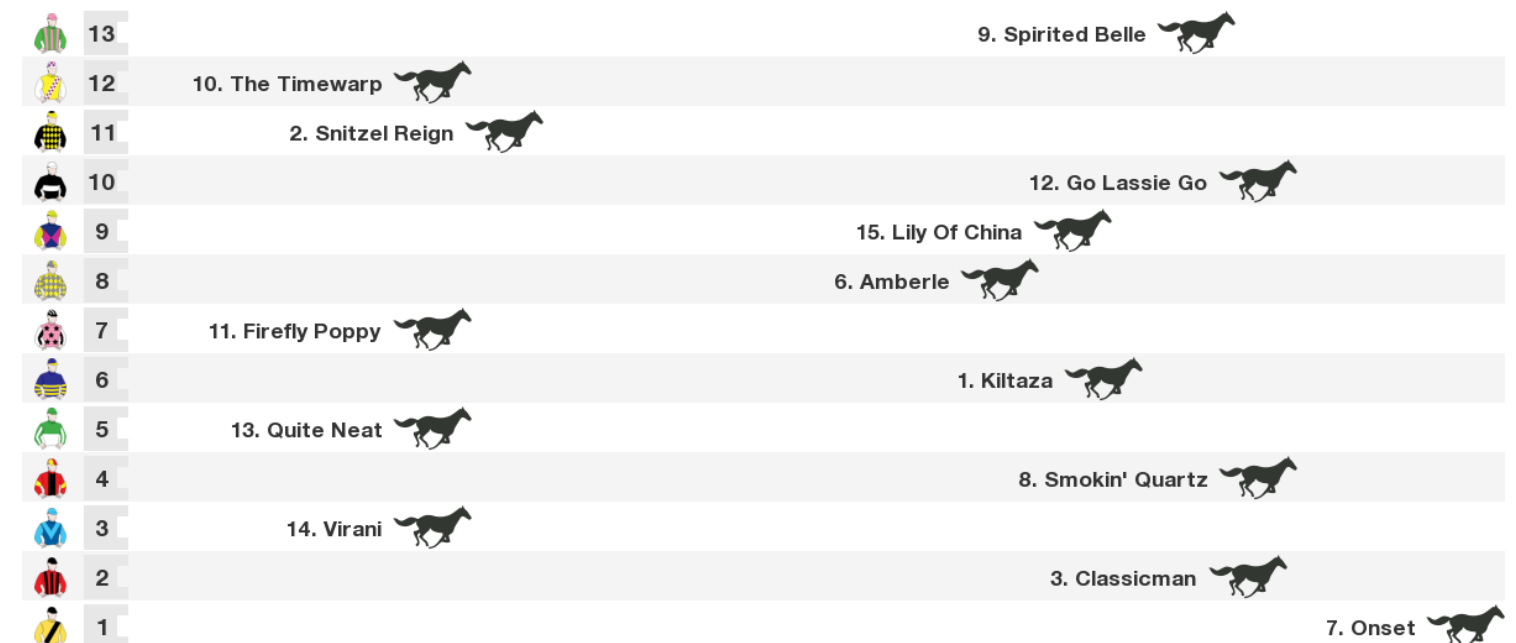 13 9. Spirited Belle
12 10. The Timewarp
11 2. Snitzel Reign
10 12. Go Lassie Go
9 15. Lily Of China
8 6. Amberle
7 11. Firefly Poppy
6 1. Kiltaza
5 13. Quite Neat
4 8. Smokin' Quartz
3 14. Virani
2 3. Classicman
1 7. Onset